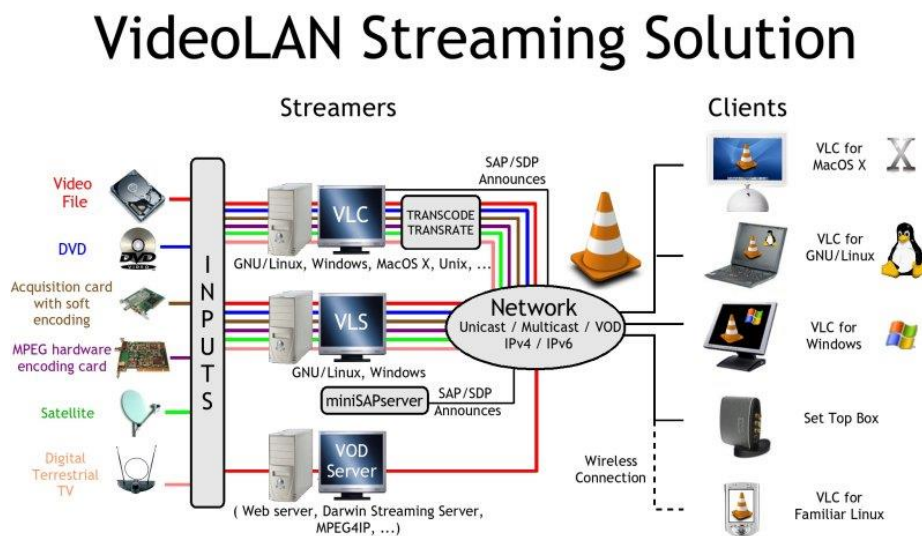 VideoLAN Streaming Solution
Streamers
Clients
Video
File
DVD
Acquisition card
with soft
encoding
MPEG hardware
encoding card
Satellite
Digital
Terrestrial
TV
DVD
VIDEO
INPUTS
SAP/SDP
Announces
VLC
TRANSCODE
TRANSRATE
GNU/Linux, Windows, MacOS X, Unix, ...
VLS
GNU/Linux, Windows
Network
Unicast / Multicast / VOD
IPv4 / IPv6
miniSAPserver
SAP/SDP
Announces
VOD
Server
( Web server, Darwin Streaming Server,
MPEG4IP, ...)
Wireless
Connection
VLC for
MacOS X
X
VLC for
GNU/Linux
VLC for
Windows
Set Top Box
VLC for
Familiar Linux